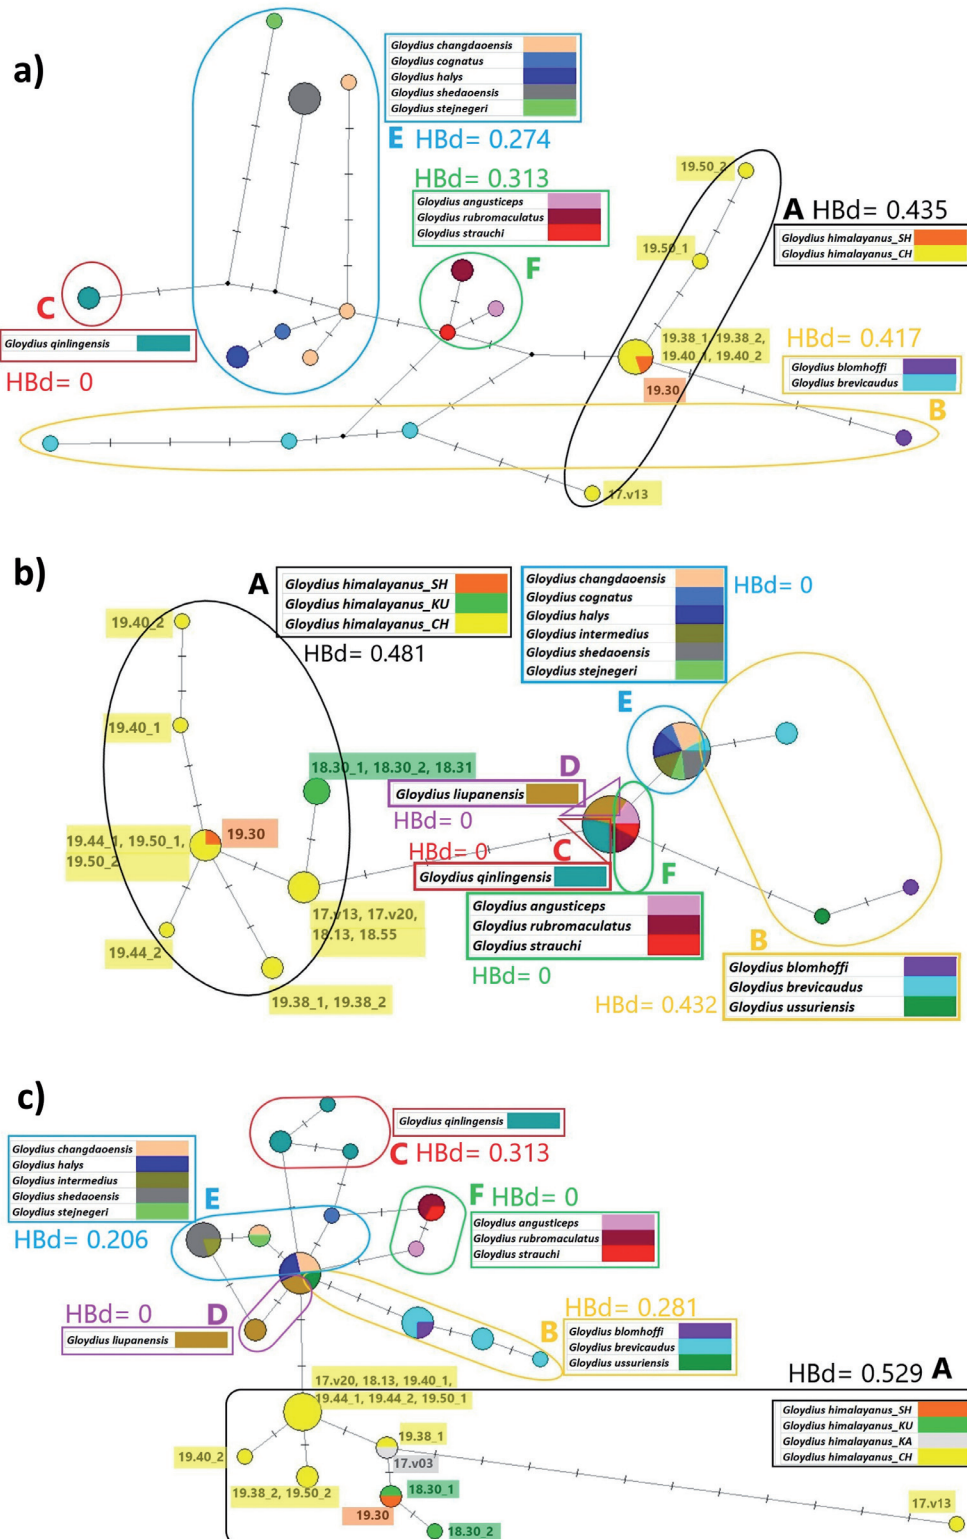 a)
Gloydius changdaoensis
Gloydius cognatus
Gloydius halys
Gloydius shedaoensis
Gloydius stejnegeri
E HBd= 0.274
HBd= 0.313
Gloydius angusticeps
Gloydius rubromaculatus
Gloydius strauchi
F
19.50_2
19.50_1
A HBd= 0.435
Gloydius himalayanus_SH
Gloydius himalayanus_CH
C
Gloydius qinlingensis
HBd= 0
19.38_1, 19.38_2,
19.40_1, 19.40_2
19.30
HBd= 0.417
Gloydius blomhoffi
Gloydius brevicaudus
B
17.v13
b)
A
Gloydius himalayanus_SH
Gloydius himalayanus_KU
Gloydius himalayanus_CH
HBd= 0.481
Gloydius changdaoensis
Gloydius cognatus
Gloydius halys
Gloydius intermedius
Gloydius shedaoensis
Gloydius stejnegeri
HBd= 0
E
19.40_2
19.40_1
18.30_1, 18.30_2, 18.31
19.44_1, 19.50_1,
19.50_2
19.30
D
Gloydius liupanensis
HBd= 0
HBd= 0
C
Gloydius qinlingensis
F
17.v13, 17.v20,
18.13, 18.55
19.44_2
19.38_1, 19.38_2
Gloydius angusticeps
Gloydius rubromaculatus
Gloydius strauchi
HBd= 0
B
HBd= 0.432
Gloydius blomhoffi
Gloydius brevicaudus
Gloydius ussuriensis
c)
Gloydius qinlingensis
C HBd= 0.313
Gloydius changdaoensis
Gloydius halys
Gloydius intermedius
Gloydius shedaoensis
Gloydius stejnegeri
E
HBd= 0.206
F HBd= 0
Gloydius angusticeps
Gloydius rubromaculatus
Gloydius strauchi
HBd= 0
D
Gloydius liupanensis
B
HBd= 0.281
Gloydius blomhoffi
Gloydius brevicaudus
Gloydius ussuriensis
HBd= 0.529 A
Gloydius himalayanus_SH
Gloydius himalayanus_KU
Gloydius himalayanus_KA
Gloydius himalayanus_CH
17.v20, 18.13, 19.40_1,
19.44_1, 19.44_2, 19.50_1
19.40_2
19.38_2, 19.50_2
19.38_1
17.v03
18.30_1
19.30
18.30_2
17.v13